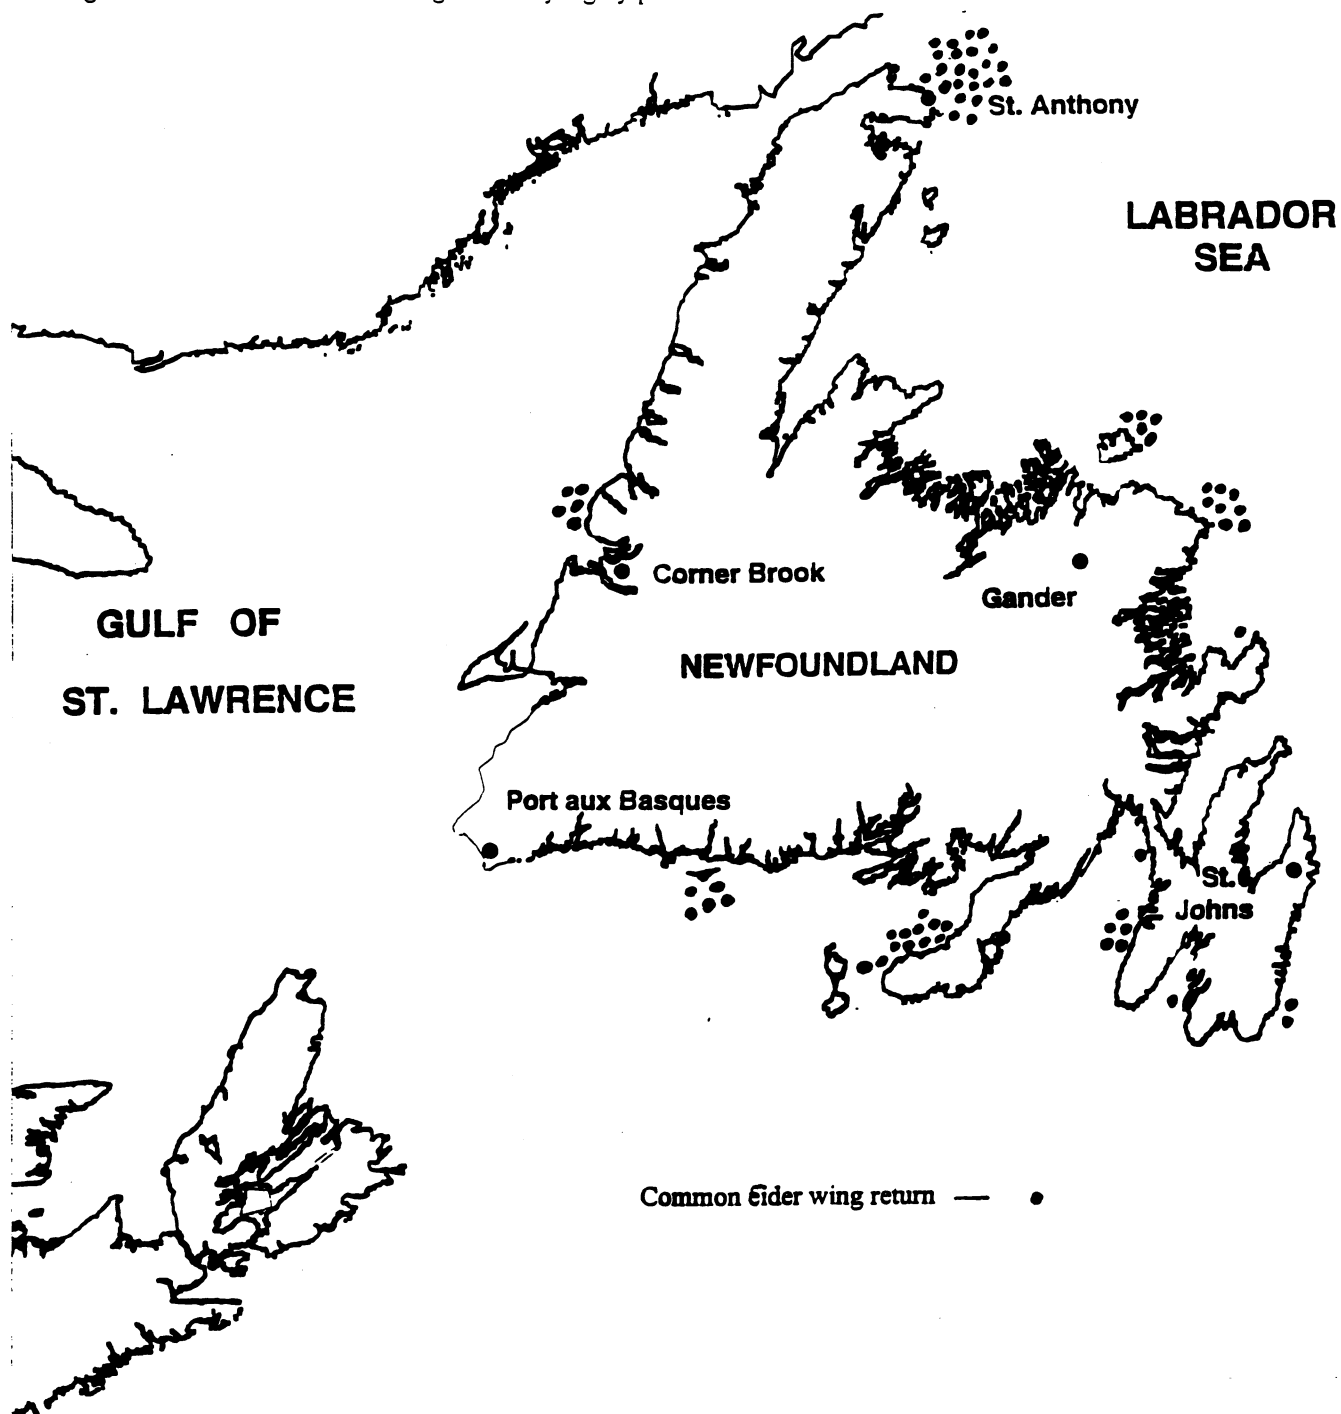 St. Anthony
LABRADOR
SEA
Corner Brook
Gander
GULF OF
ST. LAWRENCE
NEWFOUNDLAND
Port aux Basques
St.
Johns
Common Eider wing return —